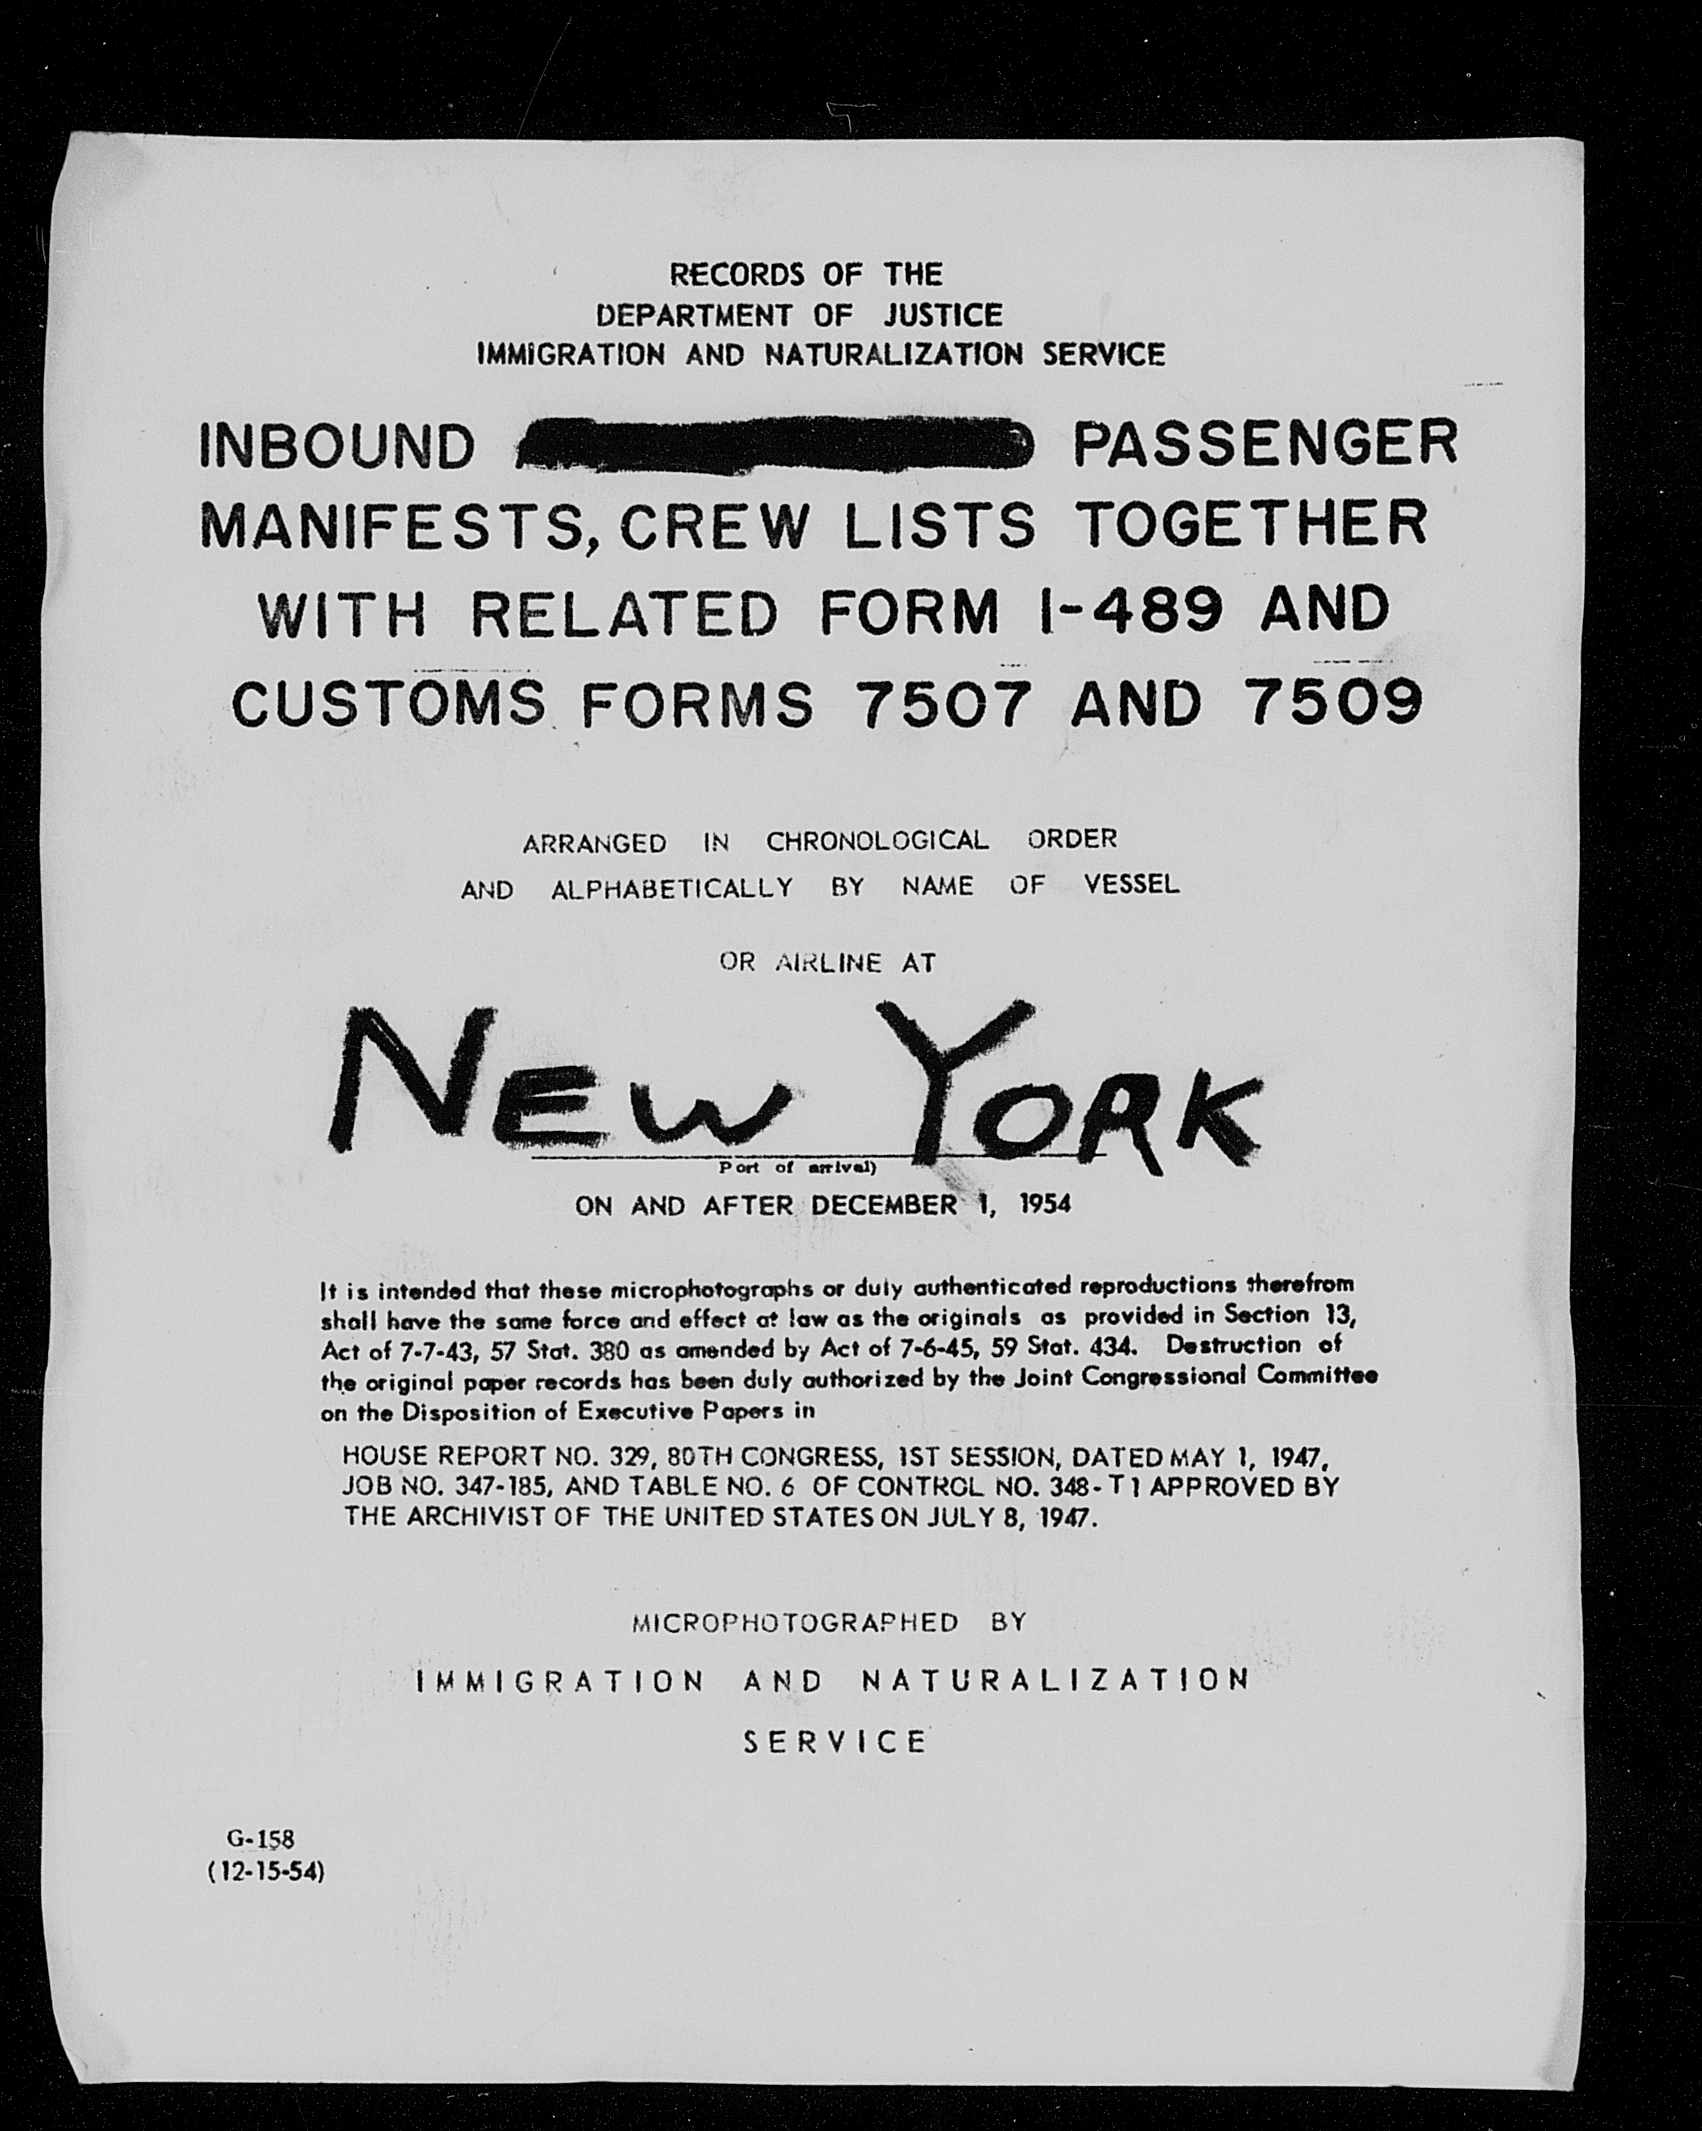 RECORDS OF THE
DEPARTMENT OF JUSTICE
IMMIGRATION AND NATURALIZATION SERVICE
INBOUND PASSENGER
MANIFESTS, CREW LISTS TOGETHER
WITH RELATED FORM I-489 AND
CUSTOMS FORMS 7507 AND 7509
ARRANGED IN CHRONOLOGICAL ORDER
AND ALPHABETICALLY BY NAME OF VESSEL
OR AIRLINE AT
NEW YORK
Port of arrival)
ON AND AFTER DECEMBER 1, 1954
It is intended that these microphotographs or duly authenticated reproductions therefrom
shall have the same force and effect at law as the originals as provided in Section 13,
Act of 7-7-43, 57 Stat. 380 as amended by Act of 7-6-45, 59 Stat. 434. Destruction of
the original paper records has been duly authorized by the Joint Congressional Committee
on the Disposition of Executive Papers in
HOUSE REPORT NO. 329, 80TH CONGRESS, 1ST SESSION, DATED MAY 1, 1947,
JOB NO. 347-185, AND TABLE NO. 6 OF CONTROL NO. 348-T1 APPROVED BY
THE ARCHIVIST OF THE UNITED STATES ON JULY 8, 1947.
MICROPHOTOGRAPHED BY
IMMIGRATION AND NATURALIZATION
SERVICE
G-158
(12-15-54)